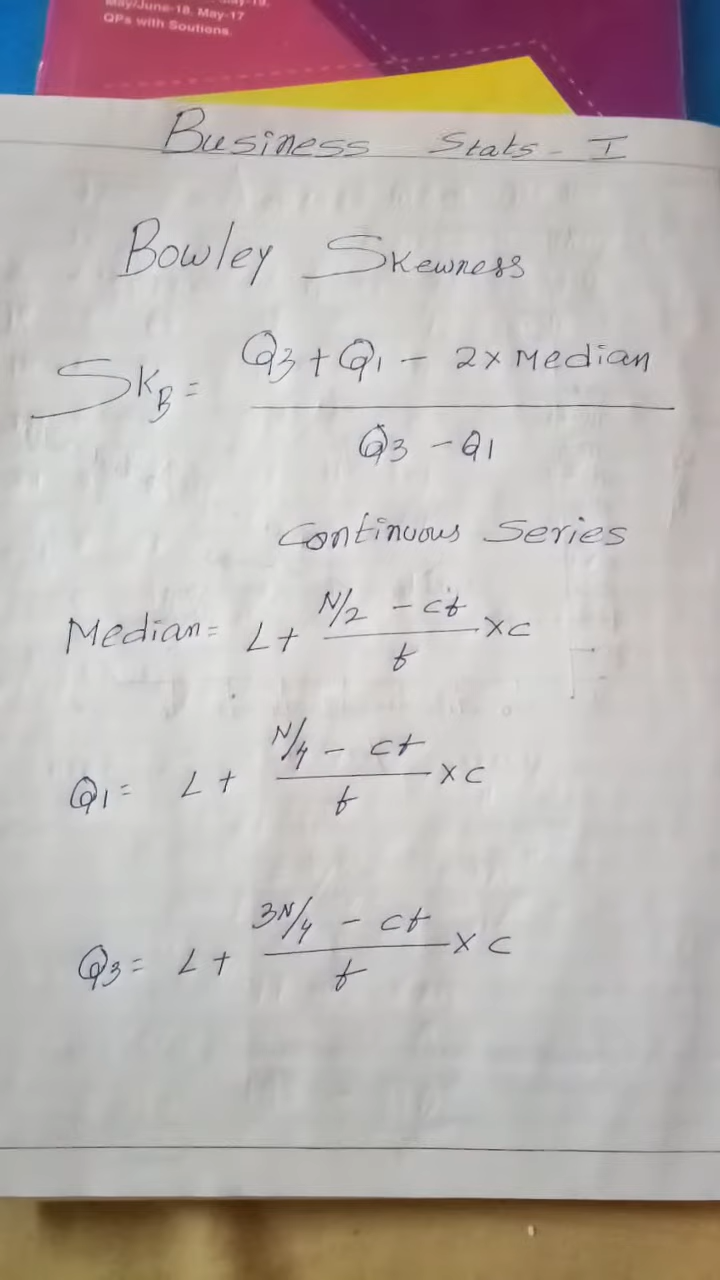 May/June-18, May-17
QPs with Soutions.
Business Stats - I
Bowley Skewness
SkB = Q3 + Q1 - 2 x Median
Q3 - Q1
Continuous Series
Median = L + N/2 - cf
f x c
Q1 = L + N/4 - cf
f x c
Q3 = L + 3N/4 - cf
f x c